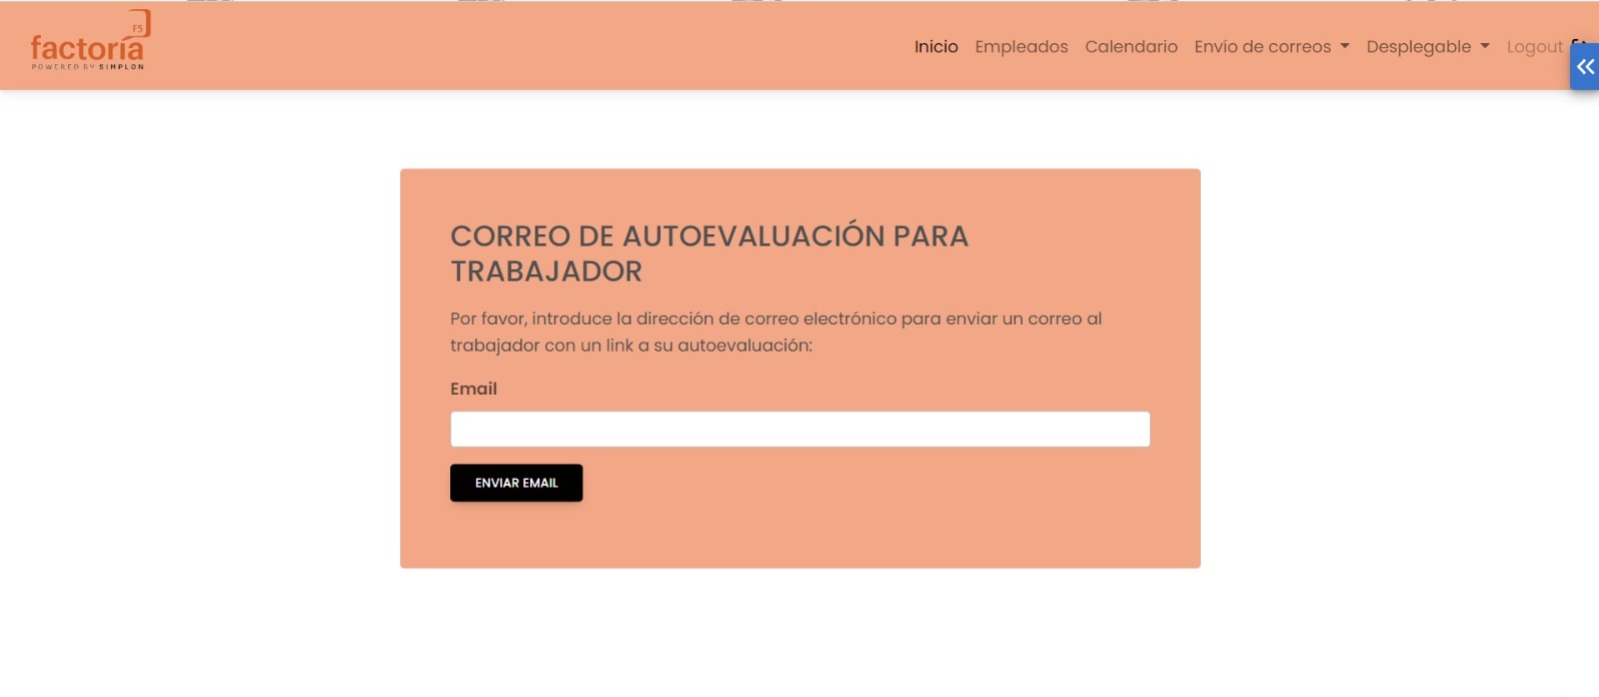 F5
factoría
POWERED BY SIMPLON
Inicio Empleados Calendario Envío de correos Desplegable Logout
CORREO DE AUTOEVALUACIÓN PARA
TRABAJADOR
Por favor, introduce la dirección de correo electrónico para enviar un correo al
trabajador con un link a su autoevaluación:
Email
ENVIAR EMAIL